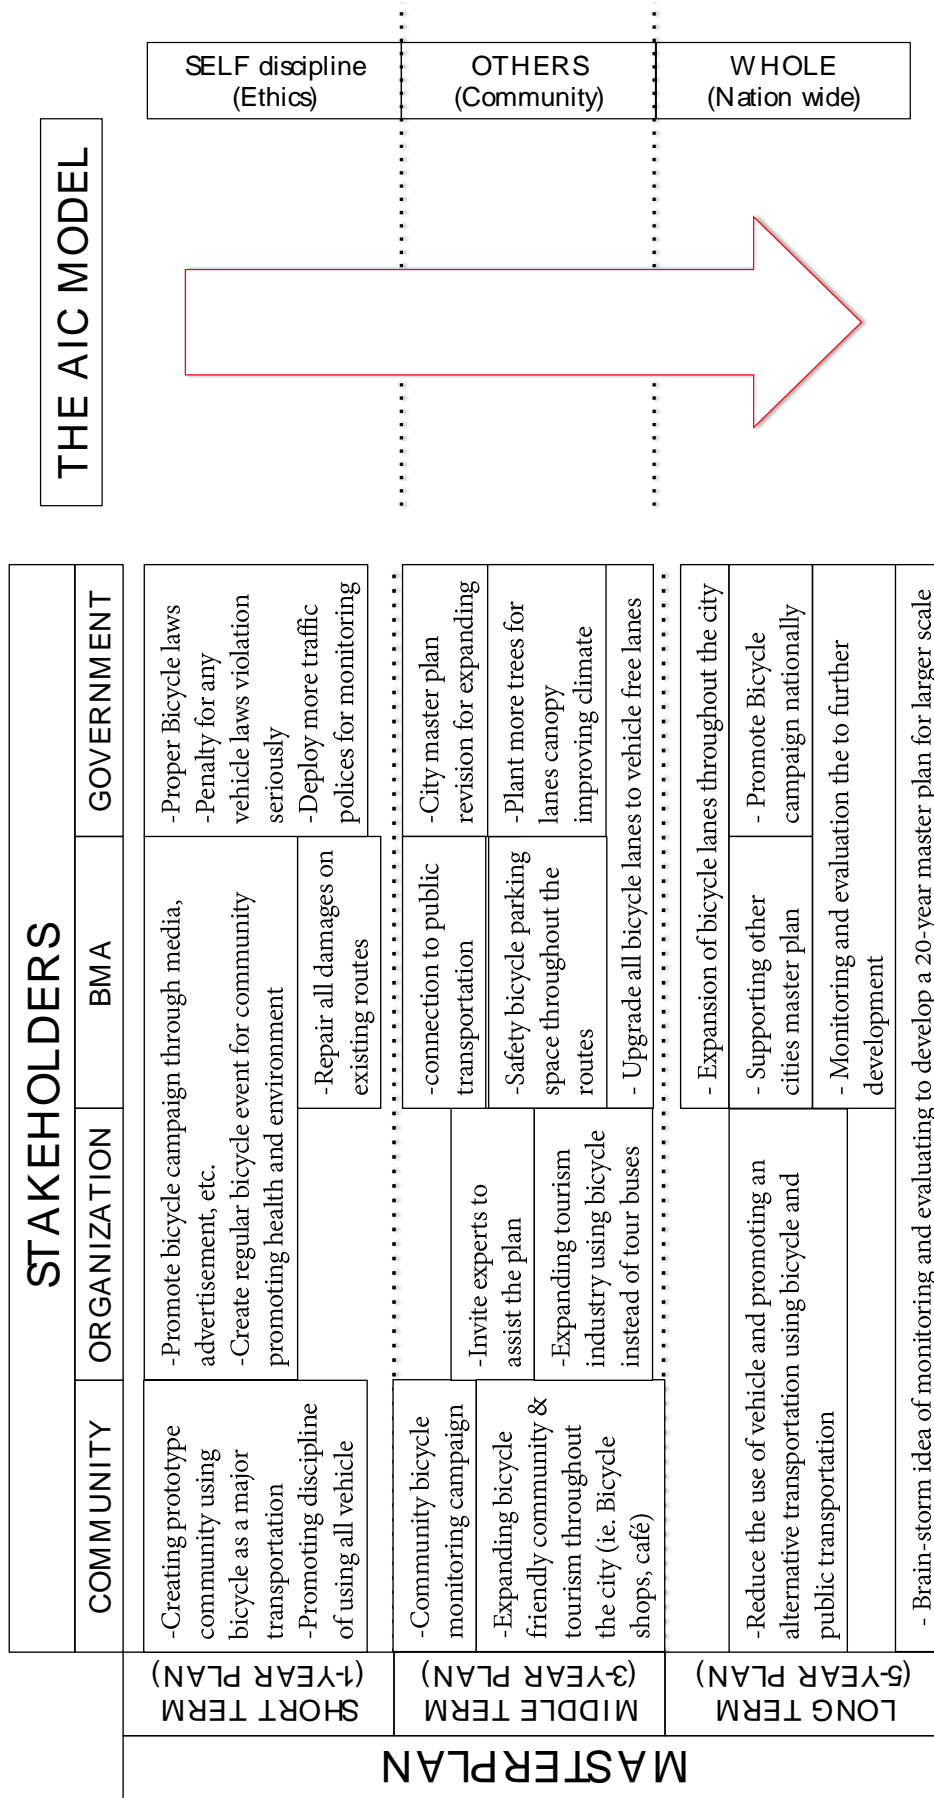 STAKEHOLDERS
THE AIC MODEL
COMMUNITY
ORGANIZATION
BMA
GOVERNMENT
MASTERPLAN
SHORT TERM
(1-YEAR PLAN)
-Creating prototype
community using
bicycle as a major
transportation
-Promoting discipline
of using all vehicle
-Promote bicycle campaign through media,
advertisement, etc.
-Create regular bicycle event for community
promoting health and environment
-Repair all damages on
existing routes
-Proper Bicycle laws
-Penalty for any
vehicle laws violation
seriously
-Deploy more traffic
polices for monitoring
SELF discipline
(Ethics)
MIDDLE TERM
(3-YEAR PLAN)
-Community bicycle
monitoring campaign
-Expanding bicycle
friendly community &
tourism throughout
the city (ie. Bicycle
shops, café)
-Invite experts to
assist the plan
-Expanding tourism
industry using bicycle
instead of tour buses
-connection to public
transportation
-Safety bicycle parking
space throughout the
routes
-City master plan
revision for expanding
-Plant more trees for
lanes canopy
improving climate
- Upgrade all bicycle lanes to vehicle free lanes
OTHERS
(Community)
LONG TERM
(5-YEAR PLAN)
-Reduce the use of vehicle and promoting an
alternative transportation using bicycle and
public transportation
- Expansion of bicycle lanes throughout the city
- Supporting other
cities master plan
- Promote Bicycle
campaign nationally
- Monitoring and evaluation the to further
development
- Brain-storm idea of monitoring and evaluating to develop a 20-year master plan for larger scale
WHOLE
(Nation wide)